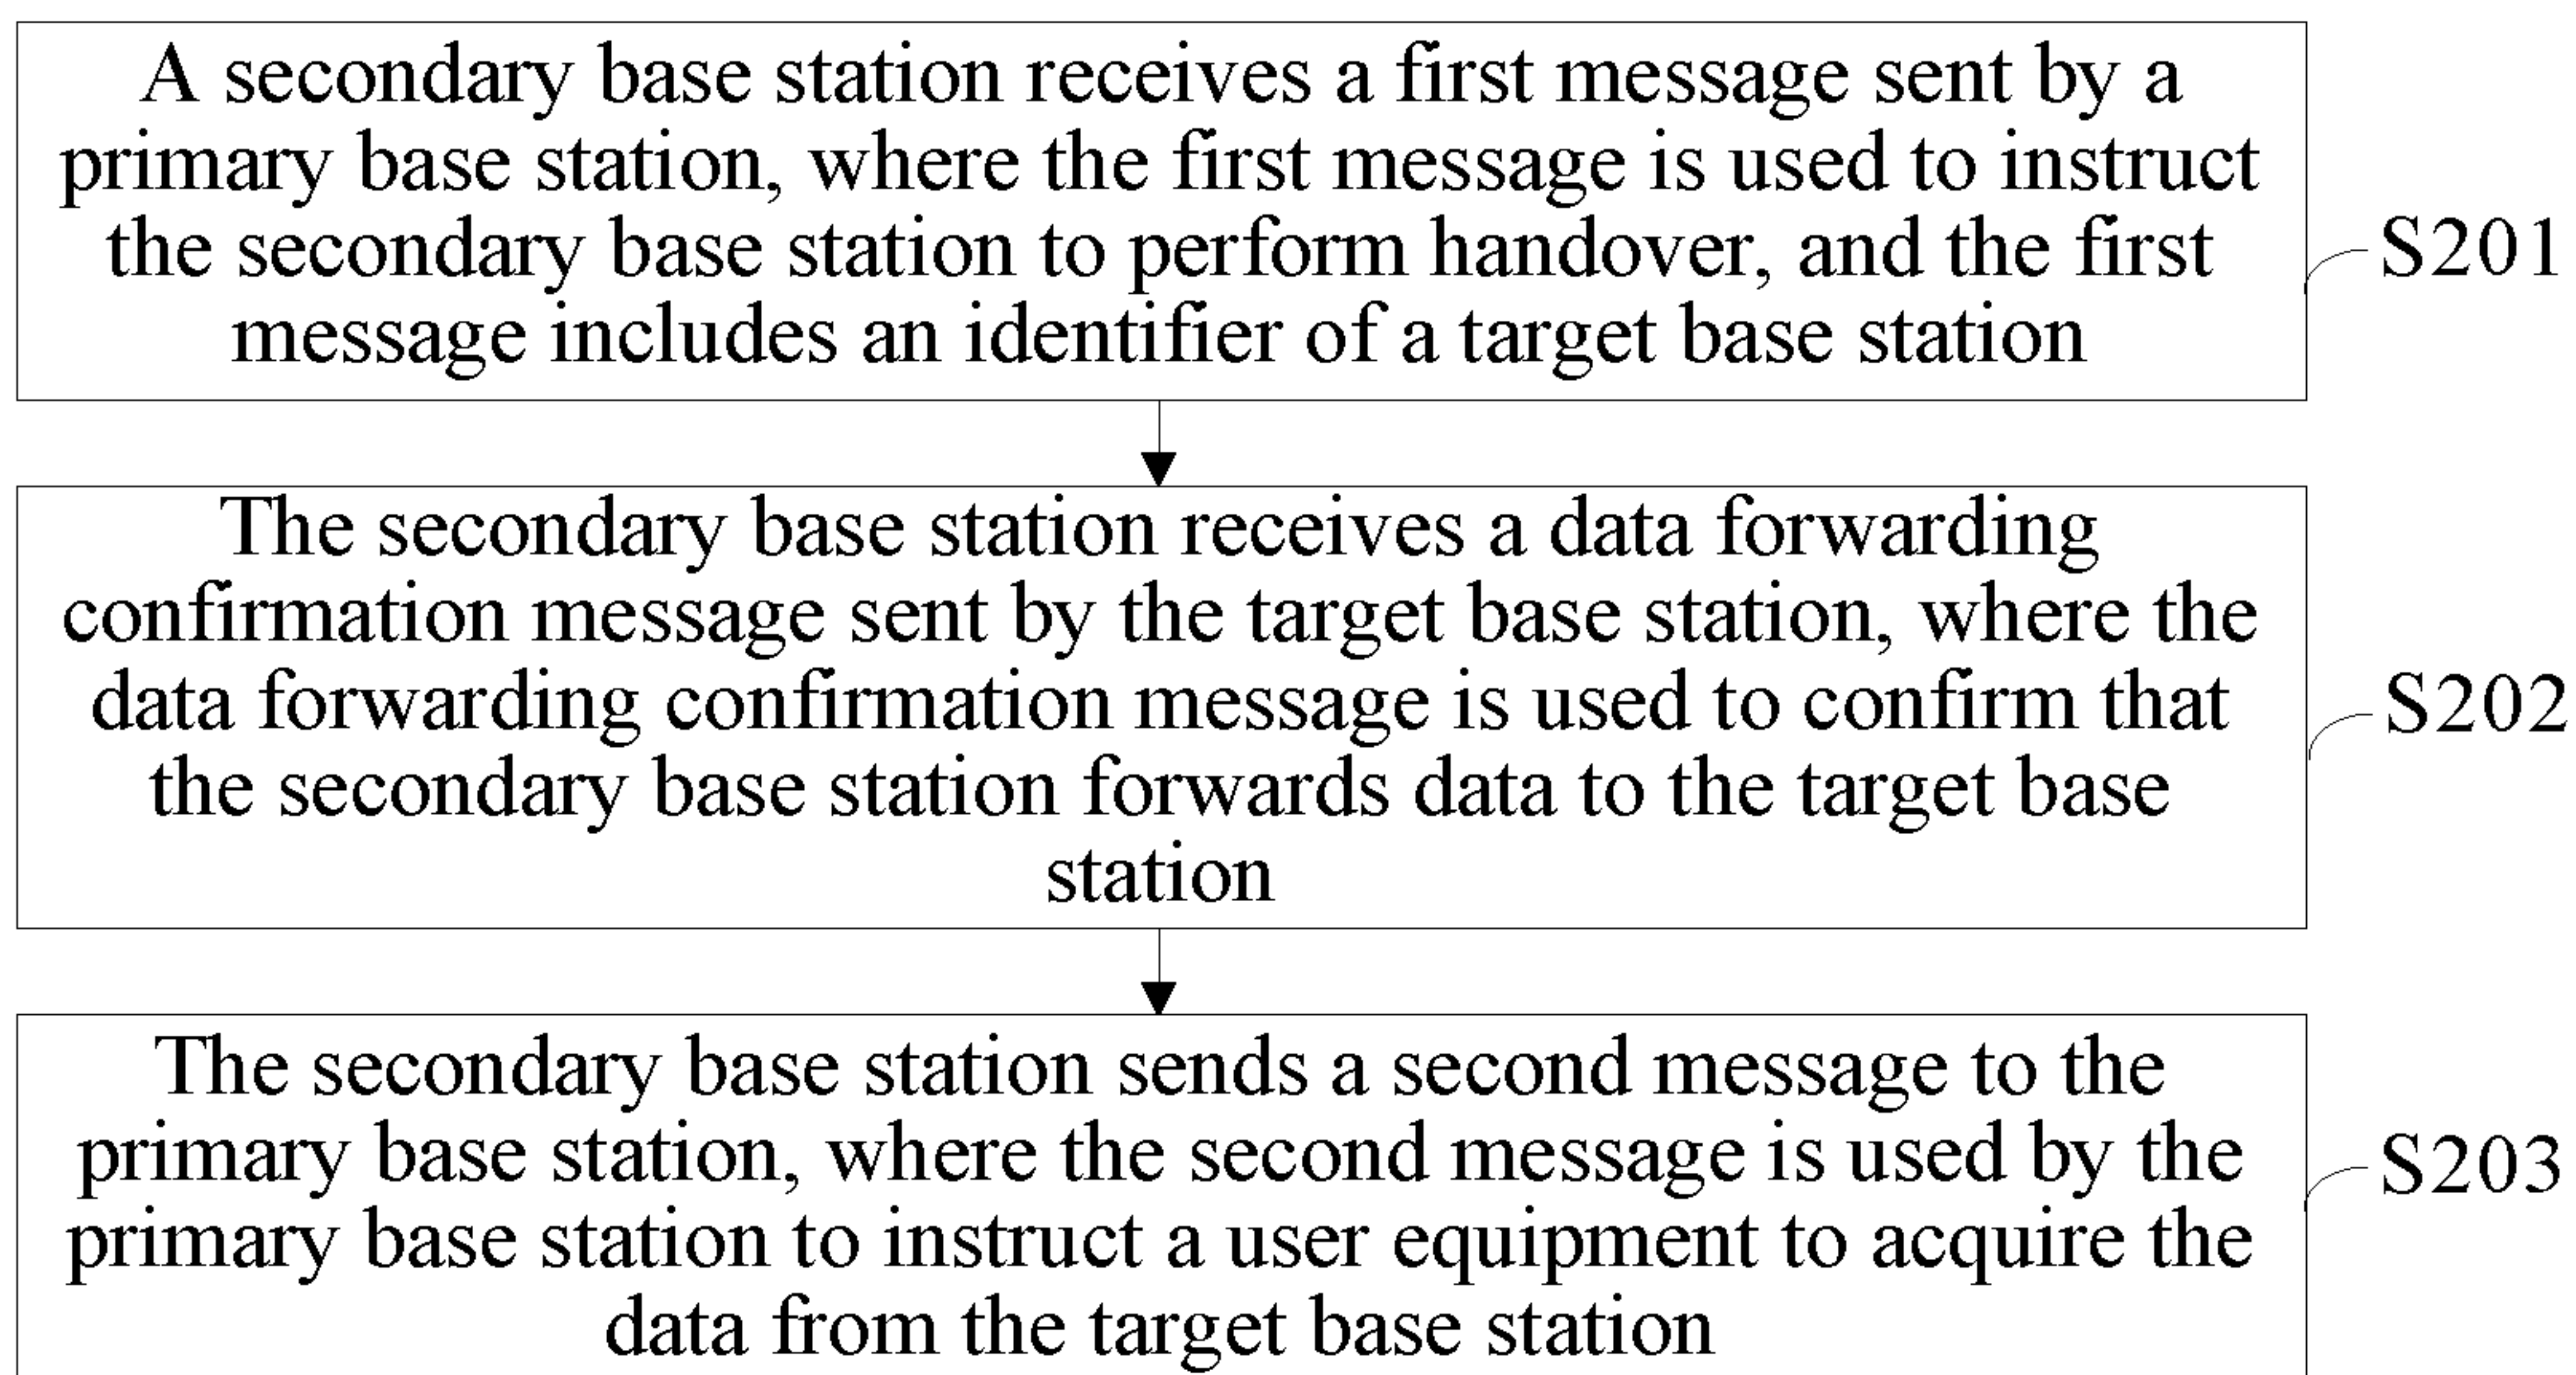 A secondary base station receives a first message sent by a
primary base station, where the first message is used to instruct
the secondary base station to perform handover, and the first
message includes an identifier of a target base station
S201
The secondary base station receives a data forwarding
confirmation message sent by the target base station, where the
data forwarding confirmation message is used to confirm that
the secondary base station forwards data to the target base
station
S202
The secondary base station sends a second message to the
primary base station, where the second message is used by the
primary base station to instruct a user equipment to acquire the
data from the target base station
S203